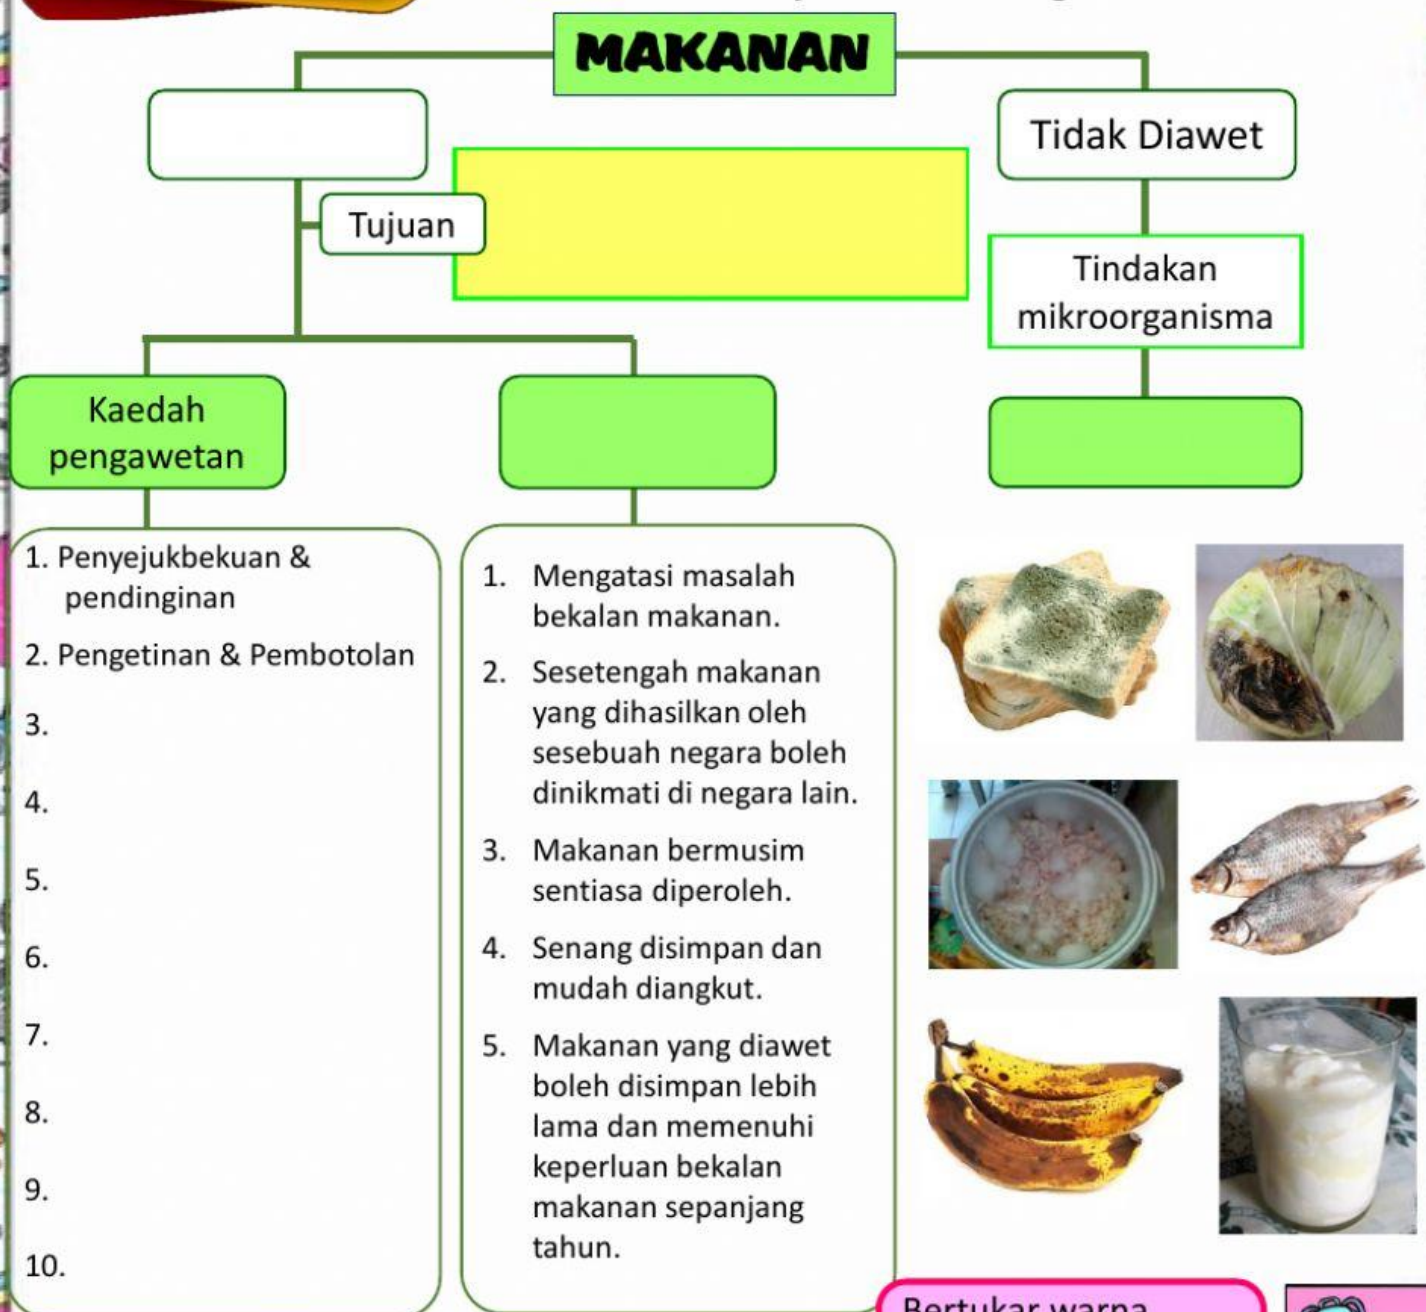 MAKANAN
Tidak Diawet
Tujuan
Tindakan
mikroorganisma
Kaedah
pengawetan
1. Penyejukbekuan &
pendinginan
2. Pengetinan & Pembotolan
3.
4.
5.
6.
7.
8.
9.
10.
1. Mengatasi masalah
bekalan makanan.
2. Sesetengah makanan
yang dihasilkan oleh
sesebuah negara boleh
dinikmati di negara lain.
3. Makanan bermusim
sentiasa diperoleh.
4. Senang disimpan dan
mudah diangkut.
5. Makanan yang diawet
boleh disimpan lebih
lama dan memenuhi
keperluan bekalan
makanan sepanjang
tahun.
Bertukar warna